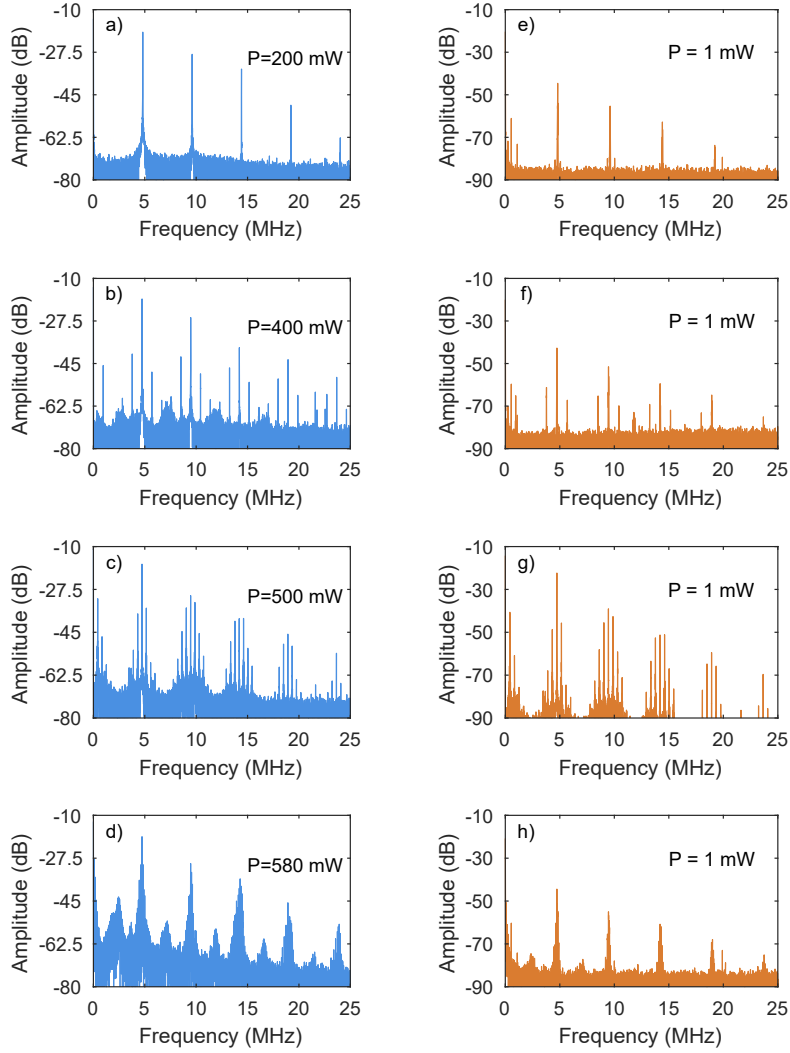 a)
P=200 mW
Amplitude (dB)
-10
-27.5
-45
-62.5
-80
0 5 10 15 20 25
Frequency (MHz)
e)
P = 1 mW
Amplitude (dB)
-10
-30
-50
-70
-90
0 5 10 15 20 25
Frequency (MHz)
b)
P=400 mW
Amplitude (dB)
-10
-27.5
-45
-62.5
-80
0 5 10 15 20 25
Frequency (MHz)
f)
P = 1 mW
Amplitude (dB)
-10
-30
-50
-70
-90
0 5 10 15 20 25
Frequency (MHz)
c)
P=500 mW
Amplitude (dB)
-10
-27.5
-45
-62.5
-80
0 5 10 15 20 25
Frequency (MHz)
g)
P = 1 mW
Amplitude (dB)
-10
-30
-50
-70
-90
0 5 10 15 20 25
Frequency (MHz)
d)
P=580 mW
Amplitude (dB)
-10
-27.5
-45
-62.5
-80
0 5 10 15 20 25
Frequency (MHz)
h)
P = 1 mW
Amplitude (dB)
-10
-30
-50
-70
-90
0 5 10 15 20 25
Frequency (MHz)